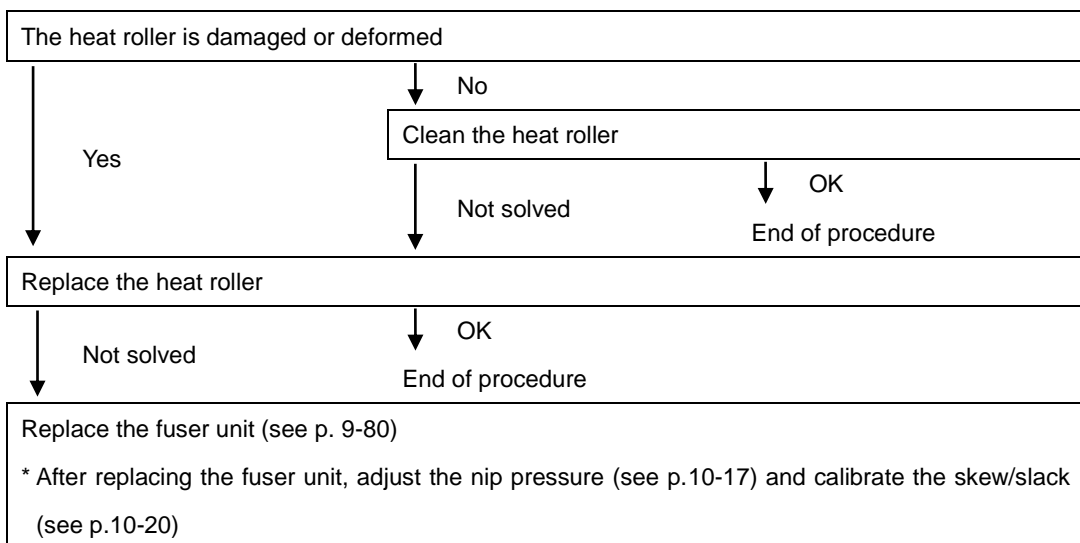 The heat roller is damaged or deformed
No
Clean the heat roller
Yes
OK
Not solved
End of procedure
Replace the heat roller
OK
Not solved
End of procedure
Replace the fuser unit (see p. 9-80)
* After replacing the fuser unit, adjust the nip pressure (see p.10-17) and calibrate the skew/slack
(see p.10-20)